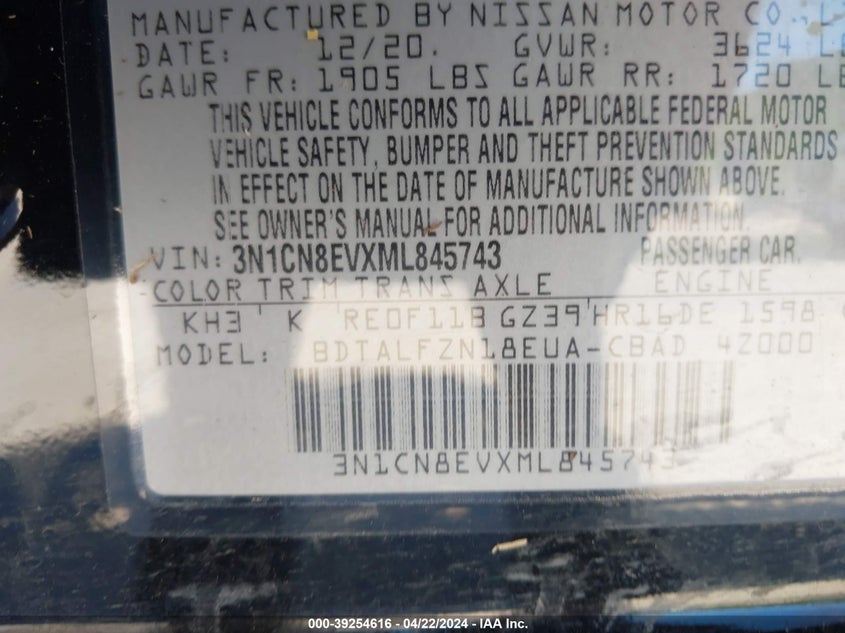 MANUFACTURED BY NISSAN MOTOR CO.,
DATE: 12/20. GVWR: 3624
GAWR FR: 1905 LBS GAWR RR: 1720
THIS VEHICLE CONFORMS TO ALL APPLICABLE FEDERAL MOTOR
VEHICLE SAFETY, BUMPER AND THEFT PREVENTION STANDARDS
IN EFFECT ON THE DATE OF MANUFACTURE SHOWN ABOVE.
SEE OWNER'S MANUAL FOR ADDITIONAL INFORMATION.
VIN: 3N1CN8EVXML845743 PASSENGER CAR.
COLOR TRIM TRANS AXLE ENGINE
KH3 K RE0F11B GZ39 HR16DE 1598
MODEL: BDTALFZN18EUA-CBAD 42000
3N1CN8EVXML845743
000-39254616 - 04/22/2024 - IAA Inc.